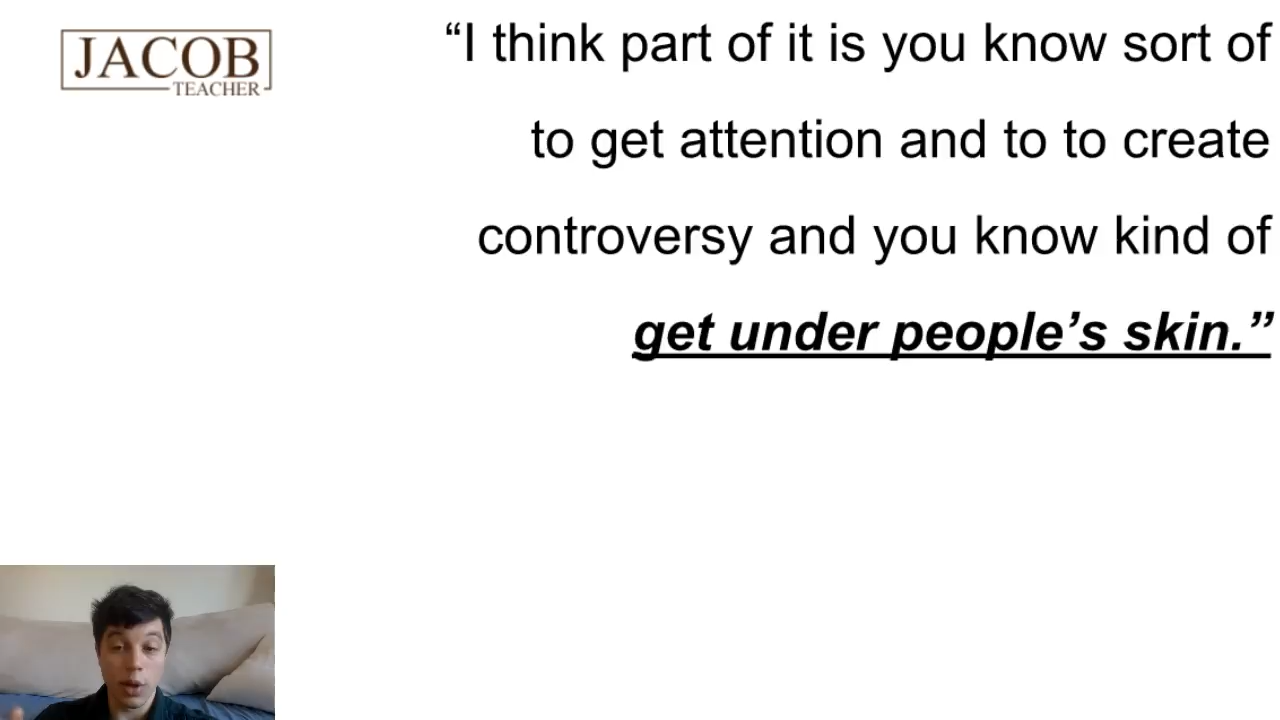 JACOB
TEACHER
“I think part of it is you know sort of
to get attention and to to create
controversy and you know kind of
get under people’s skin.”